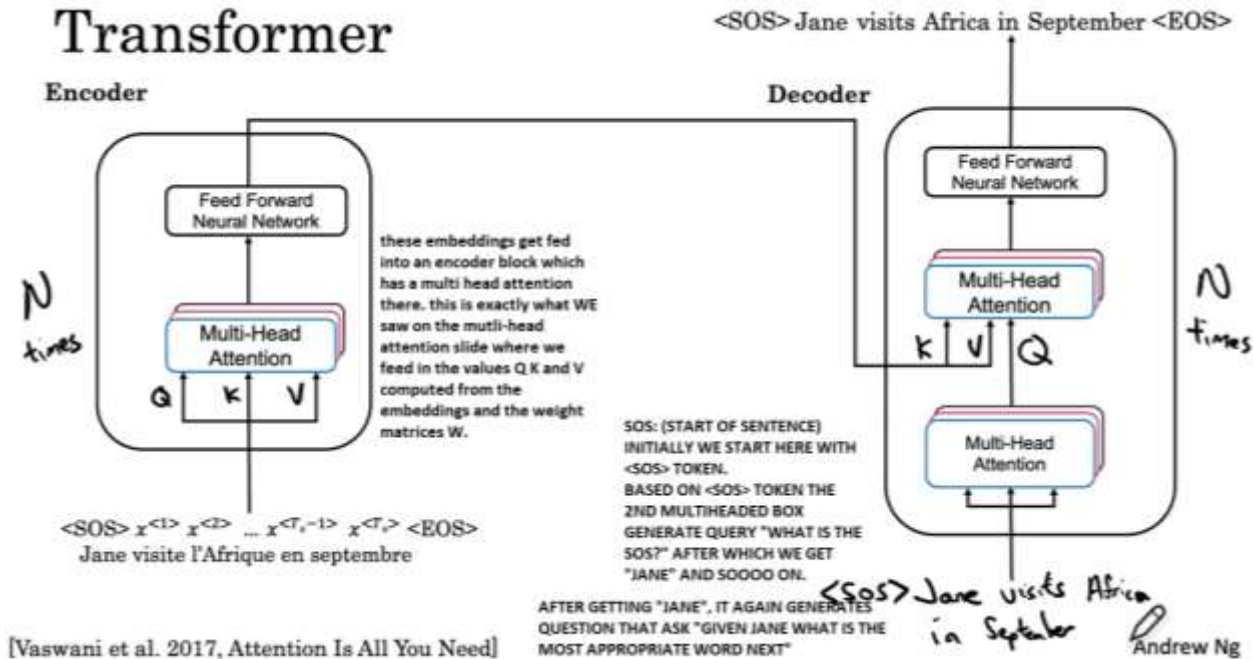 Transformer
<SOS> Jane visits Africa in September <EOS>
Encoder
Decoder
Feed Forward
Neural Network
Multi-Head
Attention
Q K V
N
times
these embeddings get fed
into an encoder block which
has a multi head attention
there. this is exactly what WE
saw on the mutli-head
attention slide where we
feed in the values Q K and V
computed from the
embeddings and the weight
matrices W.
Feed Forward
Neural Network
Multi-Head
Attention
K V Q
N
times
Multi-Head
Attention
SOS: (START OF SENTENCE)
INITIALLY WE START HERE WITH
<SOS> TOKEN.
BASED ON <SOS> TOKEN THE
2ND MULTIHEADED BOX
GENERATE QUERY "WHAT IS THE
SOS?" AFTER WHICH WE GET
"JANE" AND SOOOO ON.
AFTER GETTING "JANE", IT AGAIN GENERATES
QUESTION THAT ASK "GIVEN JANE WHAT IS THE
MOST APPROPRIATE WORD NEXT"
<SOS> x<1> x<2> ... x<Tx-1> x<Tx> <EOS>
Jane visite l'Afrique en septembre
<SOS> Jane visits Africa
in September
[Vaswani et al. 2017, Attention Is All You Need]
Andrew Ng